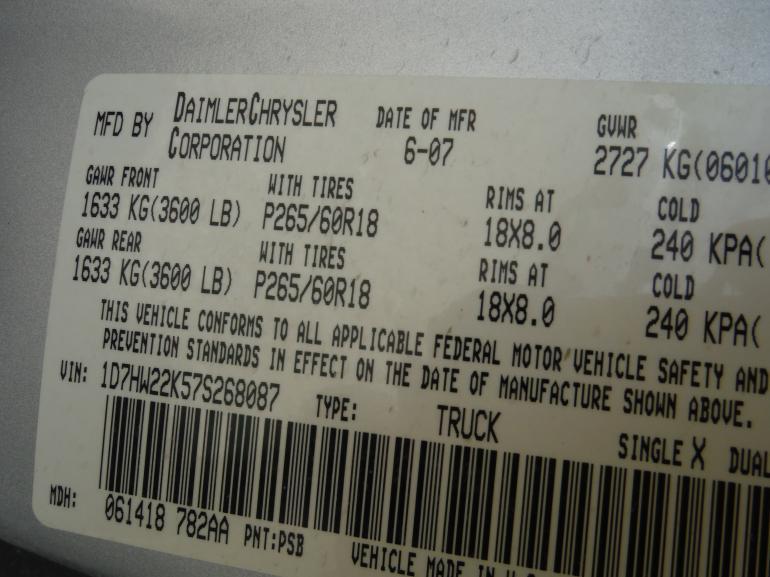 MFD BY DAIMLERCHRYSLER CORPORATION DATE OF MFR 6-07 GVWR 2727 KG(0601
GAWR FRONT WITH TIRES RIMS AT COLD
1633 KG(3600 LB) P265/60R18 18X8.0 240 KPA(
GAWR REAR WITH TIRES RIMS AT COLD
1633 KG(3600 LB) P265/60R18 18X8.0 240 KPA(
THIS VEHICLE CONFORMS TO ALL APPLICABLE FEDERAL MOTOR VEHICLE SAFETY AND
PREVENTION STANDARDS IN EFFECT ON THE DATE OF MANUFACTURE SHOWN ABOVE.
VIN: 1D7HW22K57S268087 TYPE: TRUCK SINGLE X DUAL
MDH: 061418 782AA PNT:PSB
VEHICLE MADE IN U.S